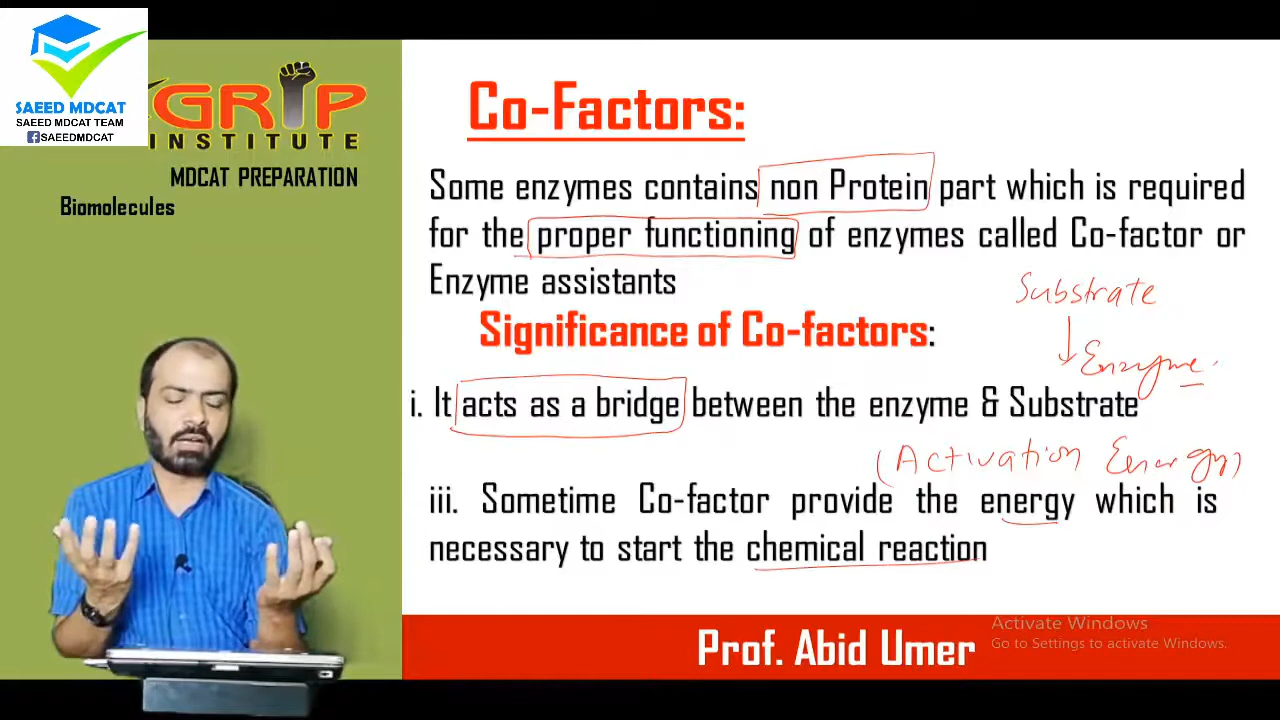 SAEED MDCAT
SAEED MDCAT TEAM
SAEEDMDCAT
GRIP
INSTITUTE
MDCAT PREPARATION
Biomolecules
Co-Factors:
Some enzymes contains non Protein part which is required
for the proper functioning of enzymes called Co-factor or
Enzyme assistants
Substrate
Significance of Co-factors:
Enzyme
i. It acts as a bridge between the enzyme & Substrate
(Activation Energy)
iii. Sometime Co-factor provide the energy which is
necessary to start the chemical reaction
Prof. Abid Umer
Activate Windows
Go to Settings to activate Windows.